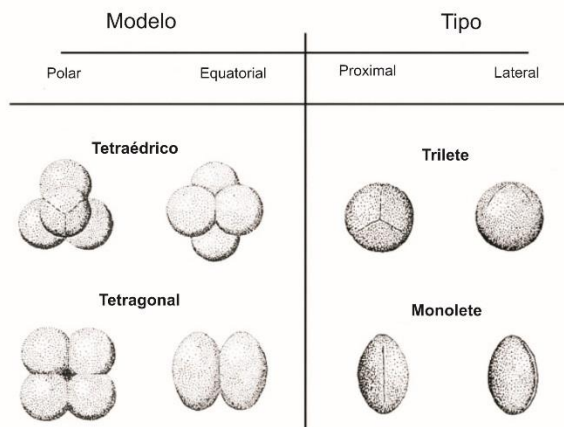 Modelo Tipo
Polar Equatorial Proximal Lateral
Tetraédrico Trilete
Tetragonal Monolete